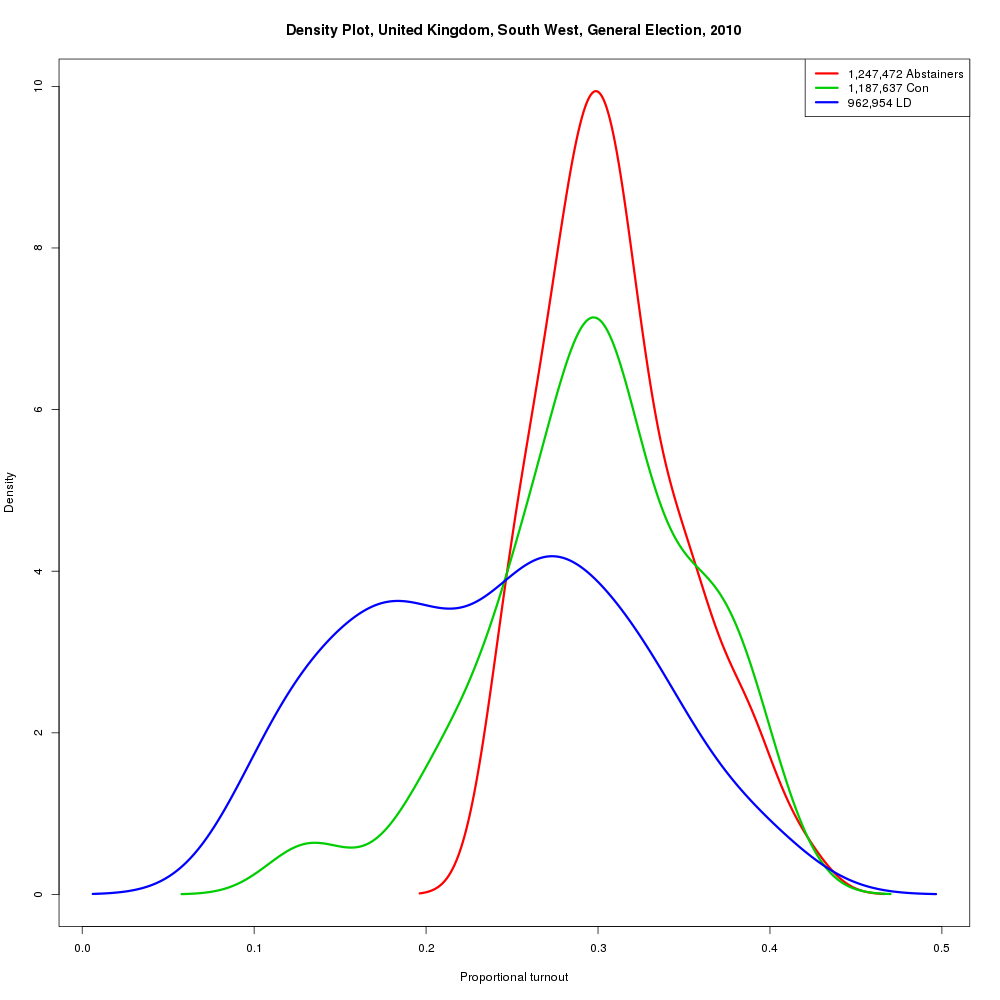 Density Plot, United Kingdom, South West, General Election, 2010
1,247,472 Abstainers
1,187,637 Con
962,954 LD
10
8
6
4
2
0
Density
0.0 0.1 0.2 0.3 0.4 0.5
Proportional turnout